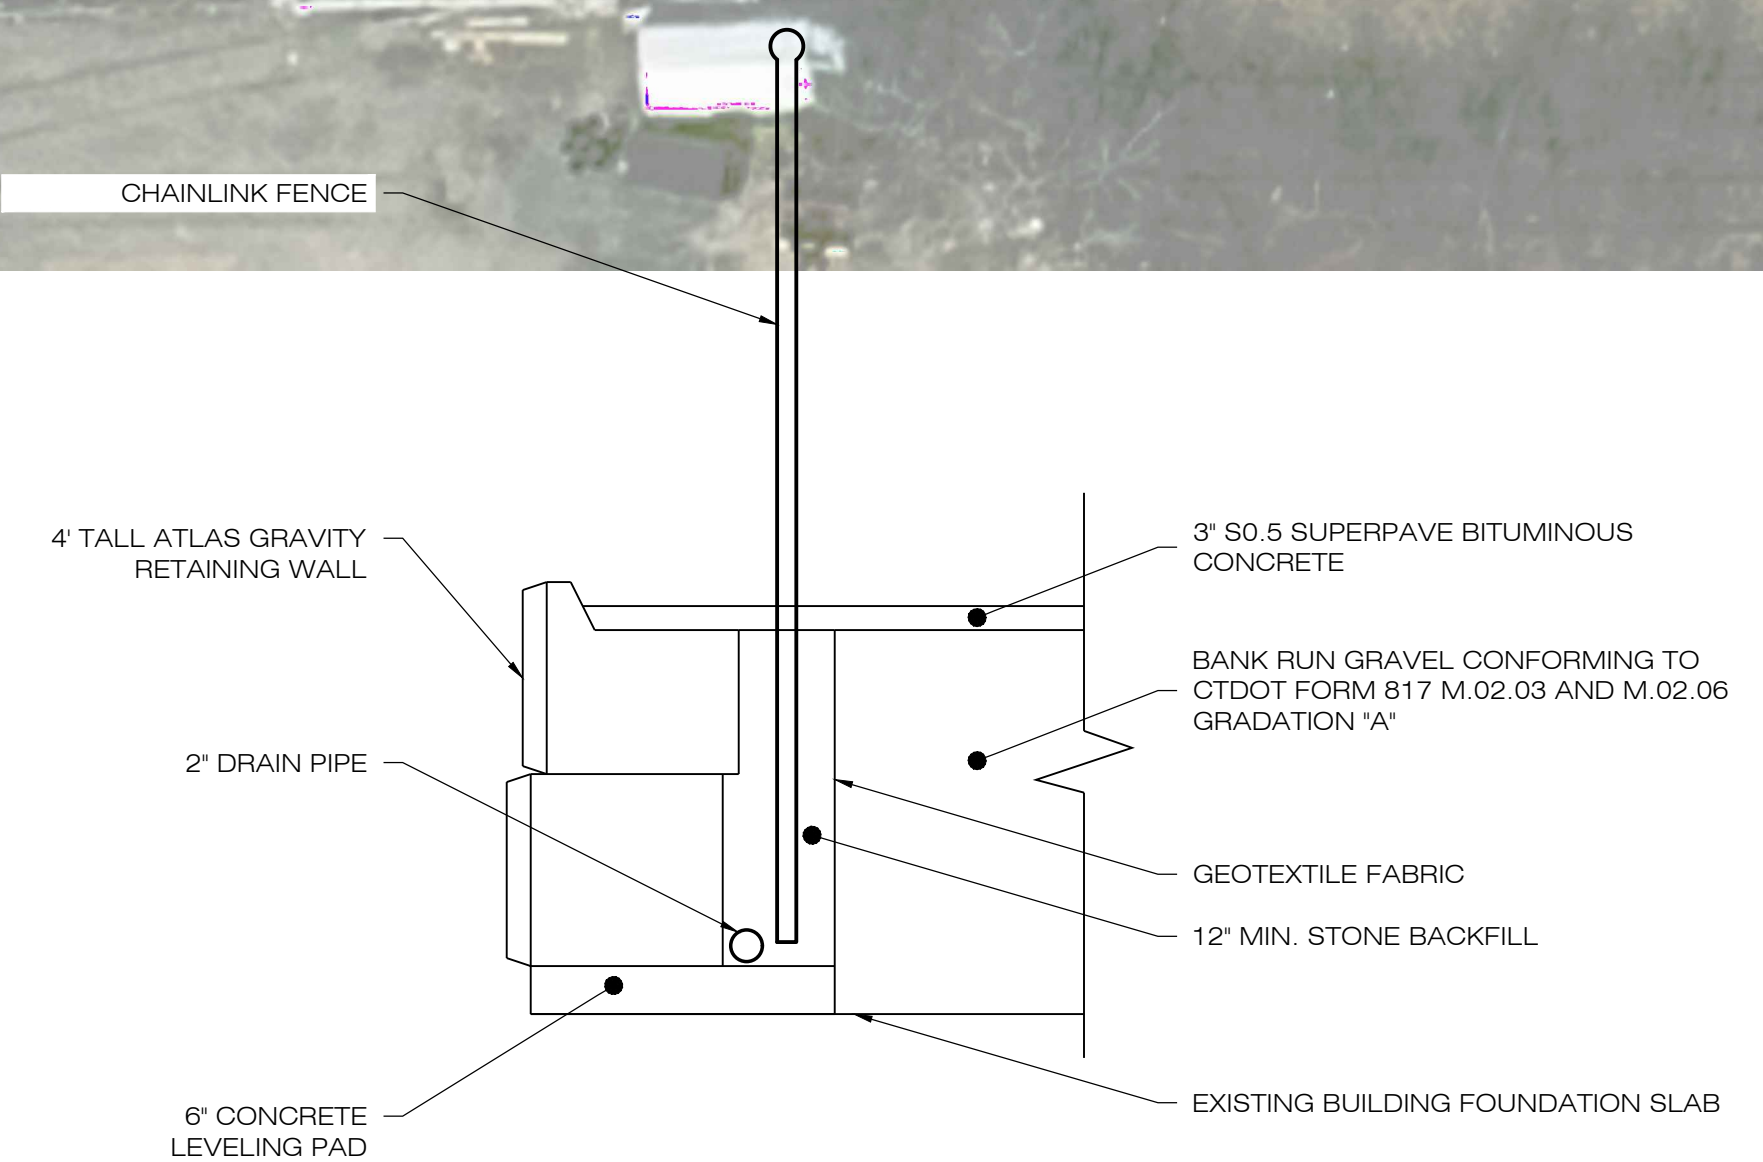 CHAINLINK FENCE
4' TALL ATLAS GRAVITY
RETAINING WALL
2" DRAIN PIPE
6" CONCRETE
LEVELING PAD
3" S0.5 SUPERPAVE BITUMINOUS
CONCRETE
BANK RUN GRAVEL CONFORMING TO
CTDOT FORM 817 M.02.03 AND M.02.06
GRADATION "A"
GEOTEXTILE FABRIC
12" MIN. STONE BACKFILL
EXISTING BUILDING FOUNDATION SLAB